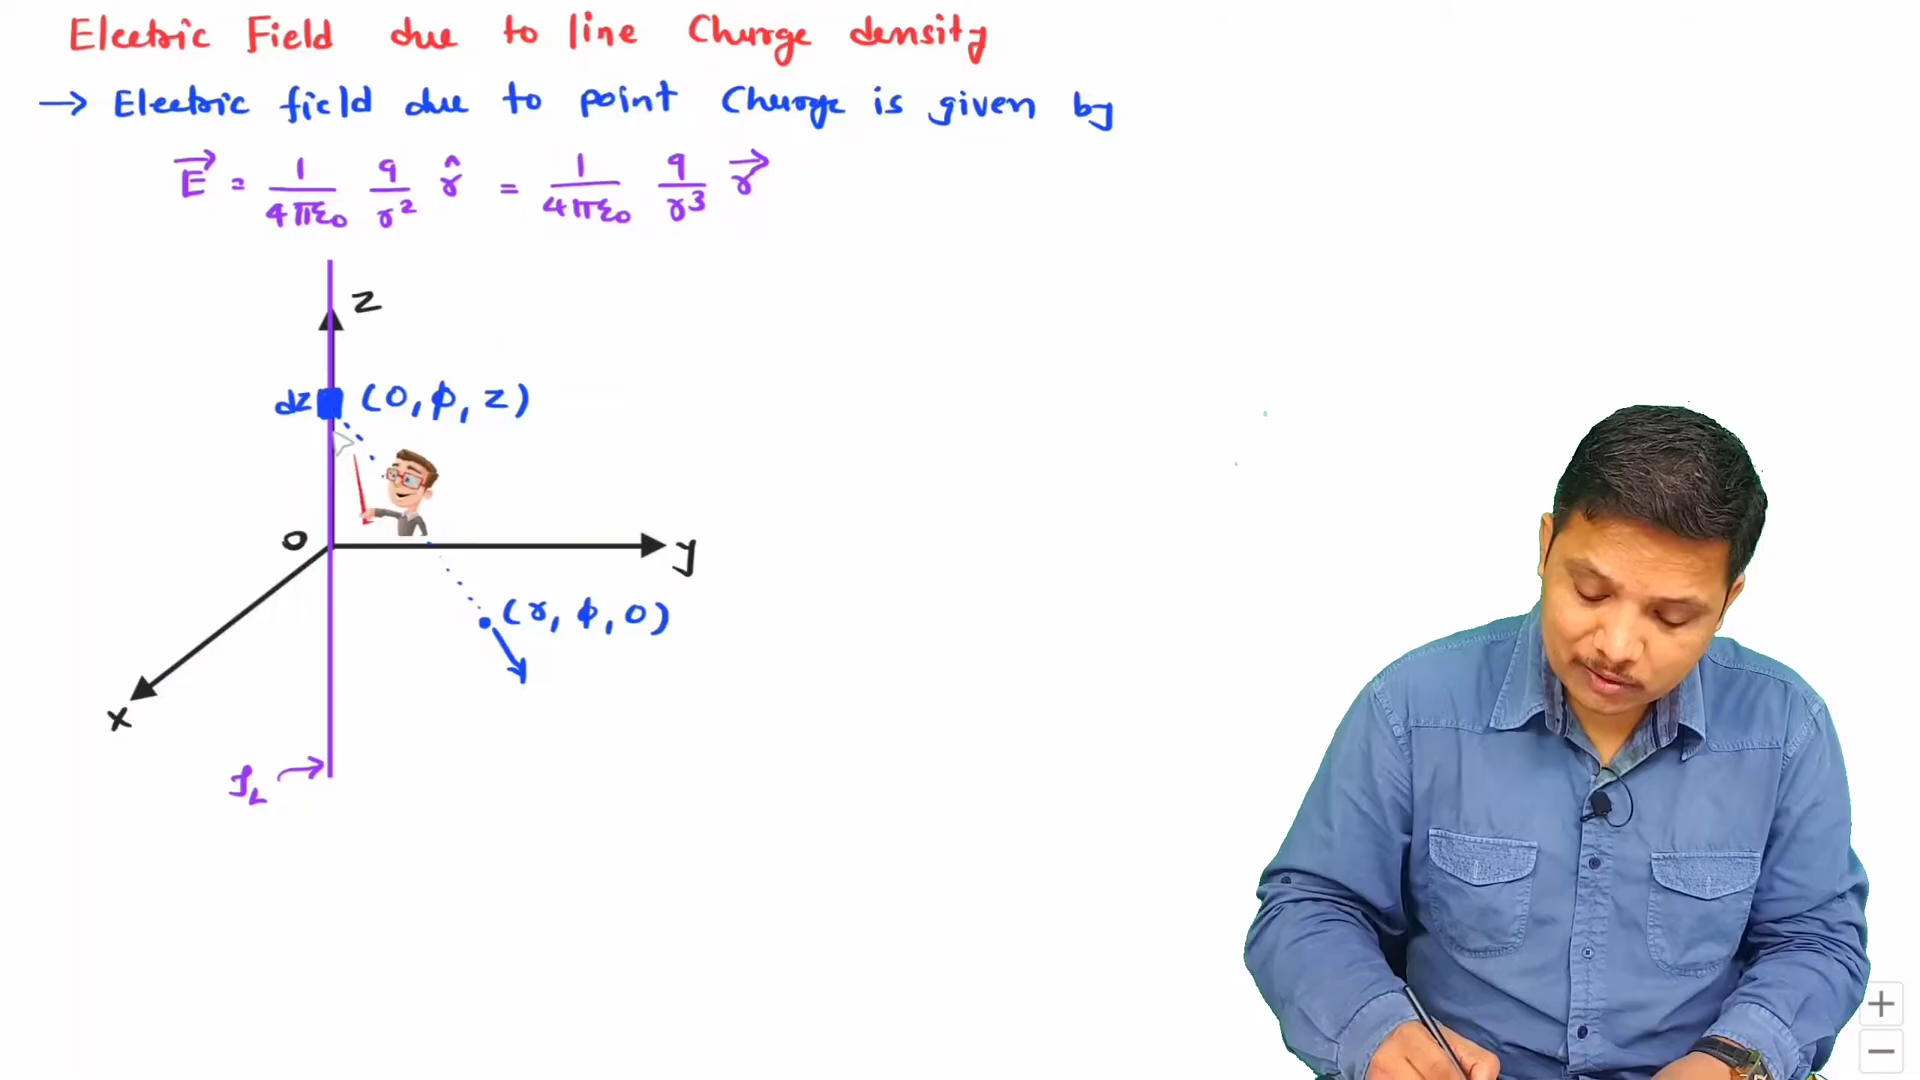 Electric Field due to line Charge density
→ Electric field due to point Charge is given by
E⃗ = 1/4πε₀ q/r² r̂ = 1/4πε₀ q/r³ r⃗
z
dz (0, φ, z)
0
y
(r, φ, 0)
x
ρL →